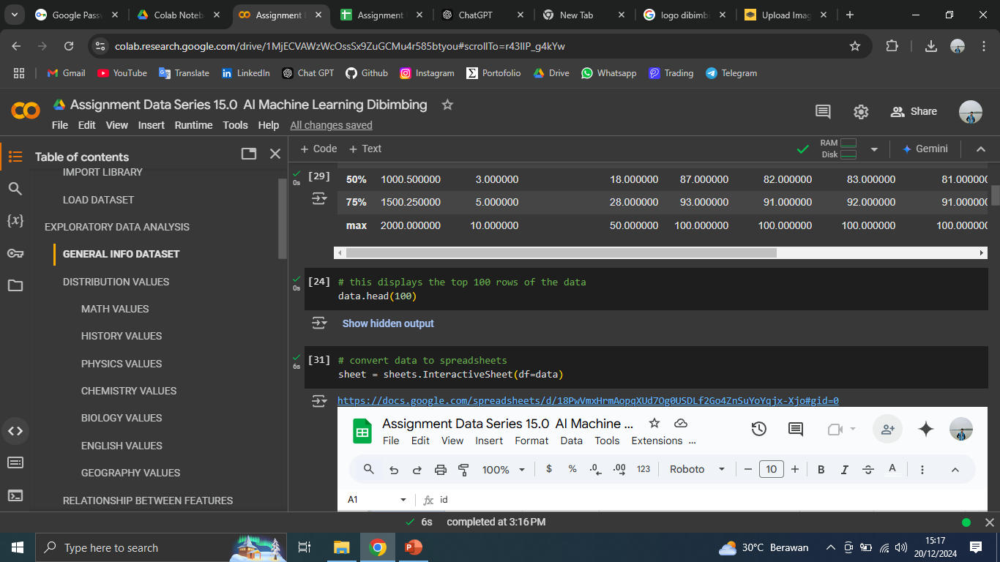 Google Pass
Colab Noteb
Assignment
Assignment
ChatGPT
New Tab
logo dibimbi
Upload Imag
colab.research.google.com/drive/1MjECVAWzWcOssSx9ZuGCMu4r585btyou#scrollTo=r43lIP_g4kYw
Gmail YouTube Translate LinkedIn Chat GPT Github Instagram Portofolio Drive Whatsapp Trading Telegram
Assignment Data Series 15.0 AI Machine Learning Dibimbing
File Edit View Insert Runtime Tools Help All changes saved
Share
Table of contents
IMPORT LIBRARY
LOAD DATASET
EXPLORATORY DATA ANALYSIS
GENERAL INFO DATASET
DISTRIBUTION VALUES
MATH VALUES
HISTORY VALUES
PHYSICS VALUES
CHEMISTRY VALUES
BIOLOGY VALUES
ENGLISH VALUES
GEOGRAPHY VALUES
RELATIONSHIP BETWEEN FEATURES
+ Code + Text
RAM
Disk
Gemini
0s
[29]
50% 1000.500000 3.000000 18.000000 87.000000 82.000000 83.000000 81.000000
75% 1500.250000 5.000000 28.000000 93.000000 91.000000 92.000000 91.000000
max 2000.000000 10.000000 50.000000 100.000000 100.000000 100.000000 100.000000
0s
[24] # this displays the top 100 rows of the data
data.head(100)
Show hidden output
6s
[31] # convert data to spreadsheets
sheet = sheets.InteractiveSheet(df=data)
https://docs.google.com/spreadsheets/d/18PwVmxHrmAopqXUd7Og0USDLf2Go4ZnSuYoYqjx-Xjo#gid=0
Assignment Data Series 15.0 AI Machine ...
File Edit View Insert Format Data Tools Extensions ...
100% $ % .0 .00 123 Roboto − 10 + B I S A
A1 fx id
6s completed at 3:16 PM
Type here to search
30°C Berawan
15:17
20/12/2024